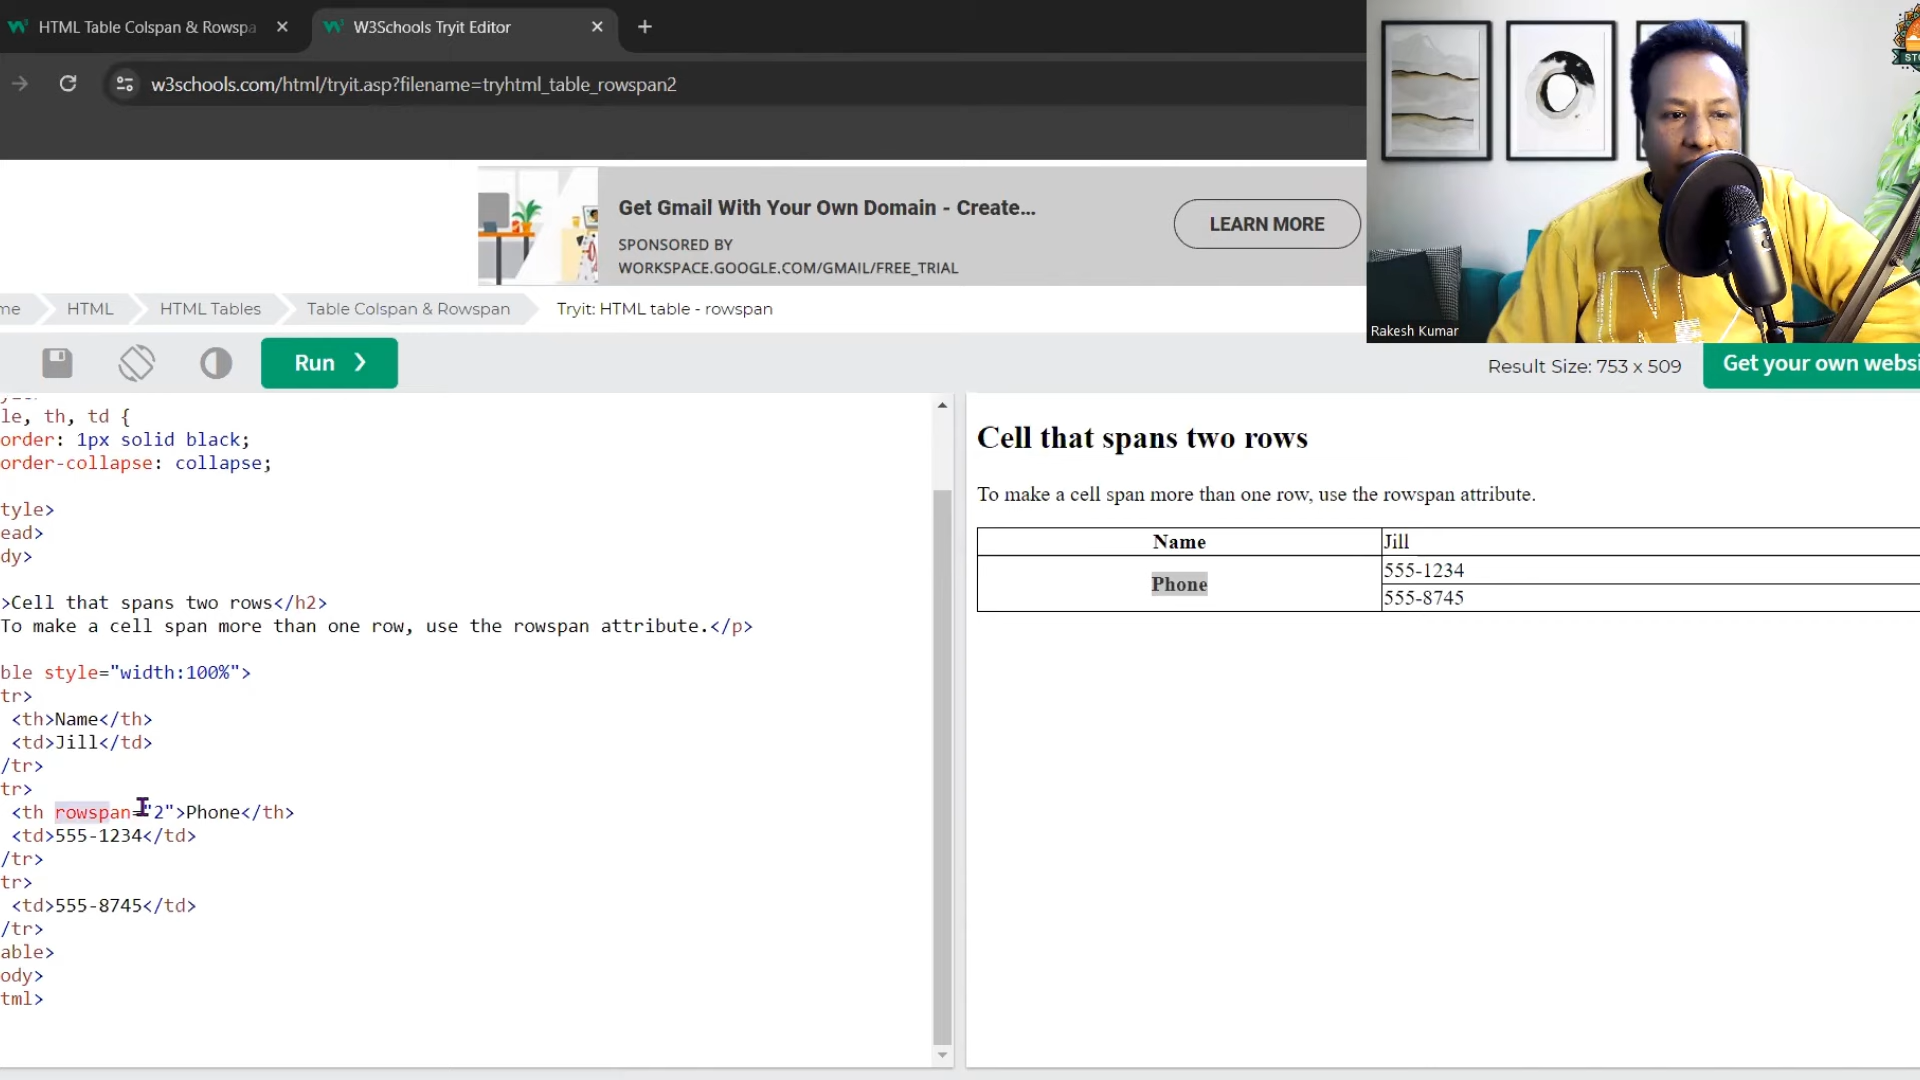 HTML Table Colspan & Rowspa
W3Schools Tryit Editor
w3schools.com/html/tryit.asp?filename=tryhtml_table_rowspan2
Get Gmail With Your Own Domain - Create...
SPONSORED BY
WORKSPACE.GOOGLE.COM/GMAIL/FREE_TRIAL
LEARN MORE
Rakesh Kumar
me
HTML
HTML Tables
Table Colspan & Rowspan
Tryit: HTML table - rowspan
Run ❯
Result Size: 753 x 509
Get your own websi
le, th, td {
order: 1px solid black;
order-collapse: collapse;
tyle>
ead>
dy>
>Cell that spans two rows</h2>
To make a cell span more than one row, use the rowspan attribute.</p>
ble style="width:100%">
tr>
<th>Name</th>
<td>Jill</td>
/tr>
tr>
<th rowspan="2">Phone</th>
<td>555-1234</td>
/tr>
tr>
<td>555-8745</td>
/tr>
able>
ody>
tml>
Cell that spans two rows
To make a cell span more than one row, use the rowspan attribute.
Name Jill
Phone 555-1234
555-8745